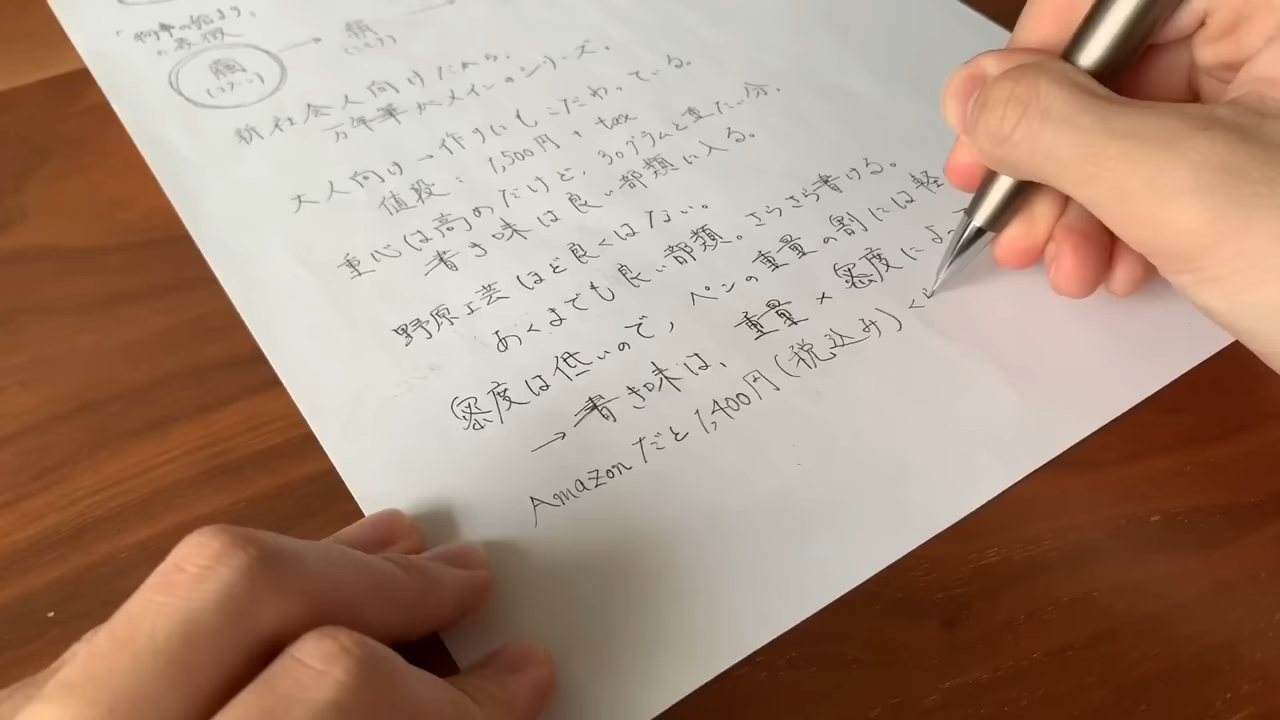 新社会人向けだから、
万年筆がメインのシリーズ。
大人向け→作りにもこだわっている。
値段: 1,500円 + tax
重心は高めだけど、30グラムと重たい分、
書き味は良い部類に入る。
野原工芸ほど良くはない。
あくまでも良い部類。さらさら書ける。
密度は低いので、ペンの重量の割には軽
→書き味は、重量×密度によっ
Amazonだと1,400円(税込み)く